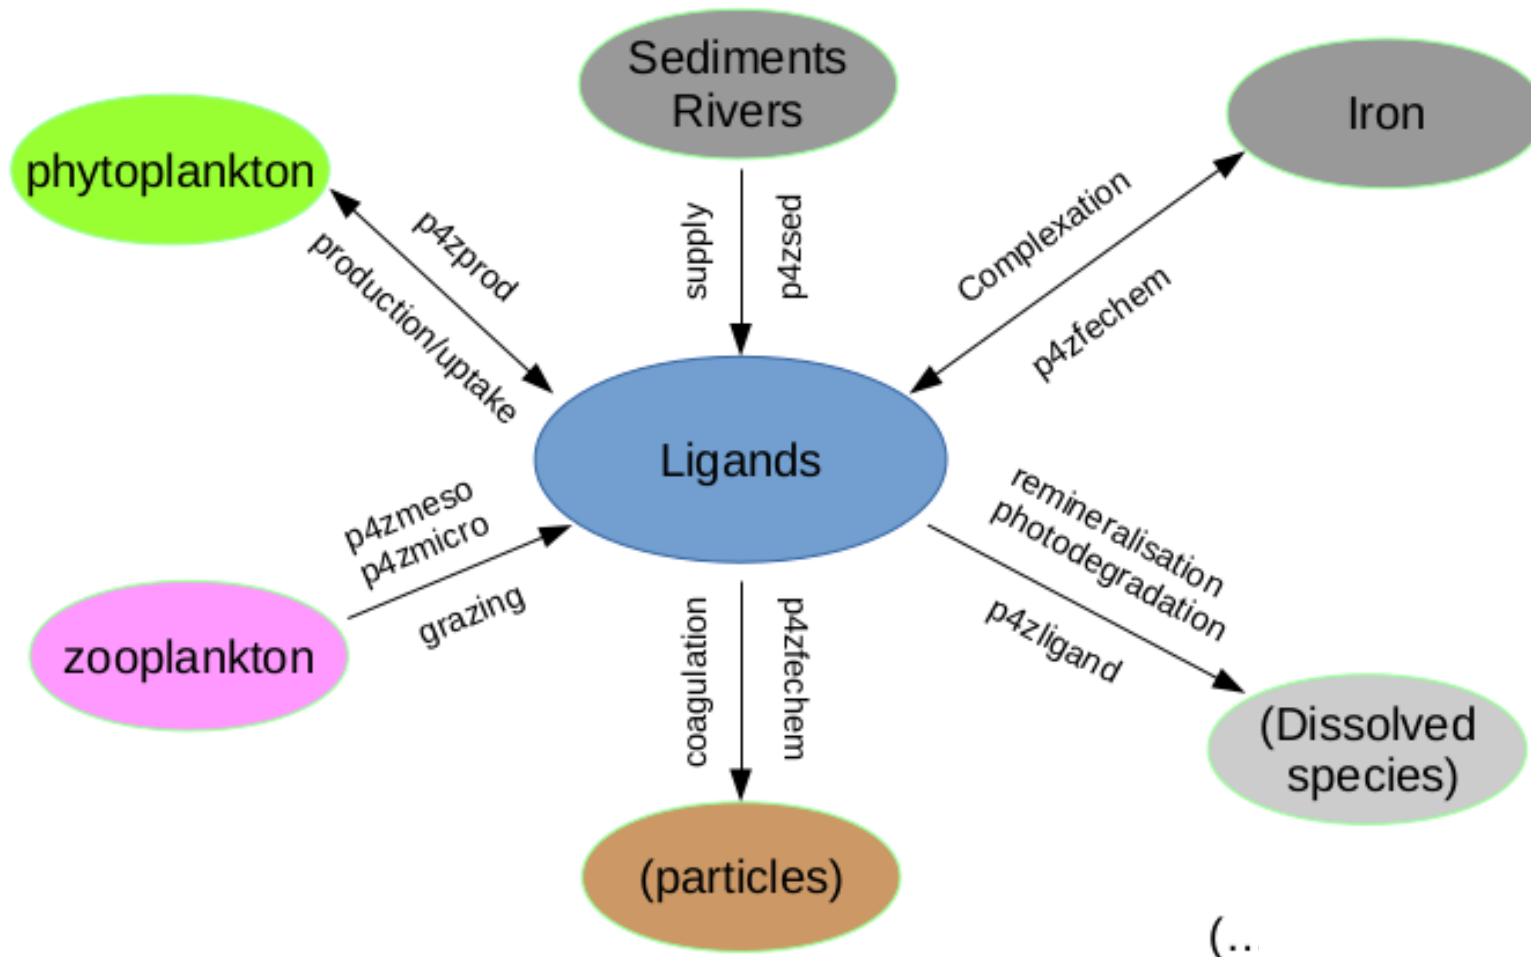 Sediments
Rivers
Iron
phytoplankton
p4zprod
production/uptake
supply
p4zsed
Complexation
p4zfechem
Ligands
p4zmeso
p4zmicro
grazing
remineralisation
photodegradation
p4zligand
zooplankton
coagulation
p4zfechem
(Dissolved
species)
(particles)
(...